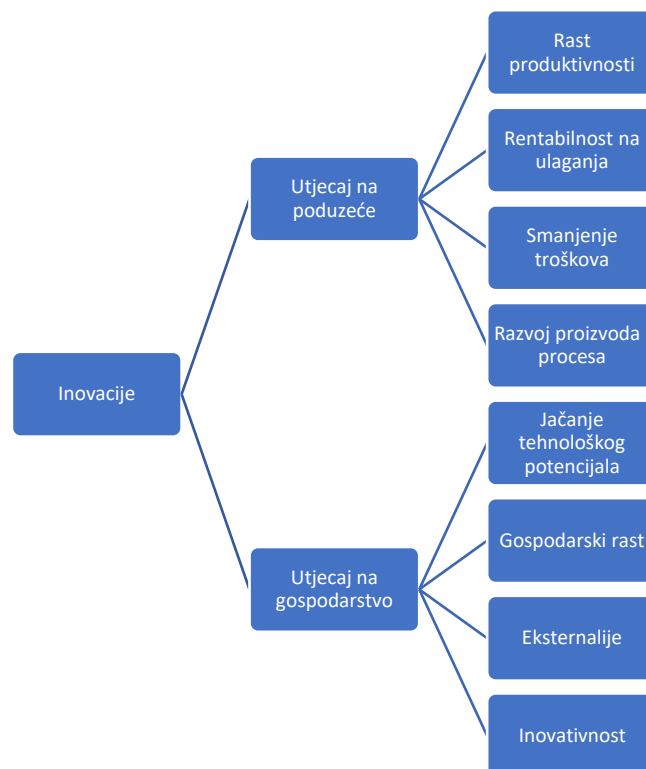 Rast
produktivnosti
Rentabilnost na
ulaganja
Utjecaj na
poduzeće
Smanjenje
troškova
Razvoj proizvoda
procesa
Inovacije
Jačanje
tehnološkog
potencijala
Gospodarski rast
Utjecaj na
gospodarstvo
Eksternalije
Inovativnost